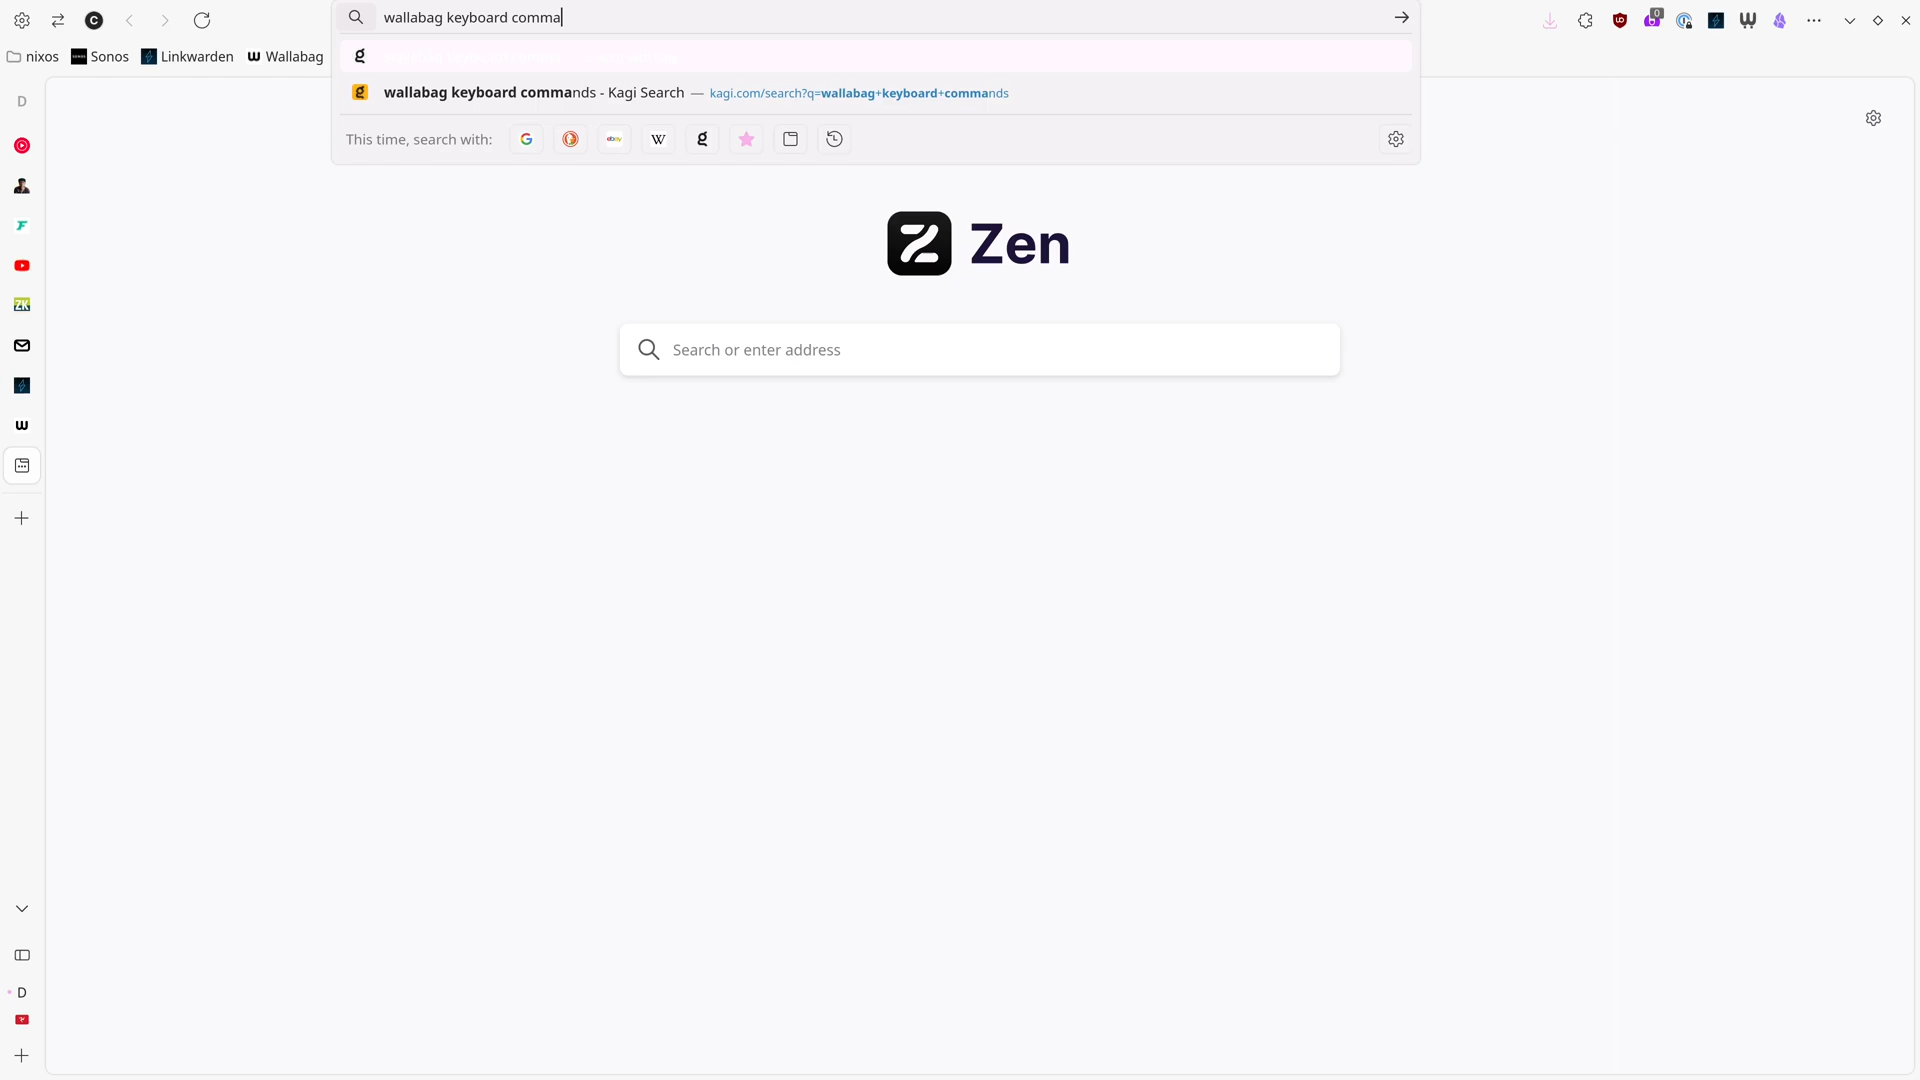 wallabag keyboard comma
0
nixos
Sonos
Linkwarden
Wallabag
wallabag keyboard commands - Kagi Search — kagi.com/search?q=wallabag+keyboard+commands
This time, search with:
Zen
Search or enter address
D
D